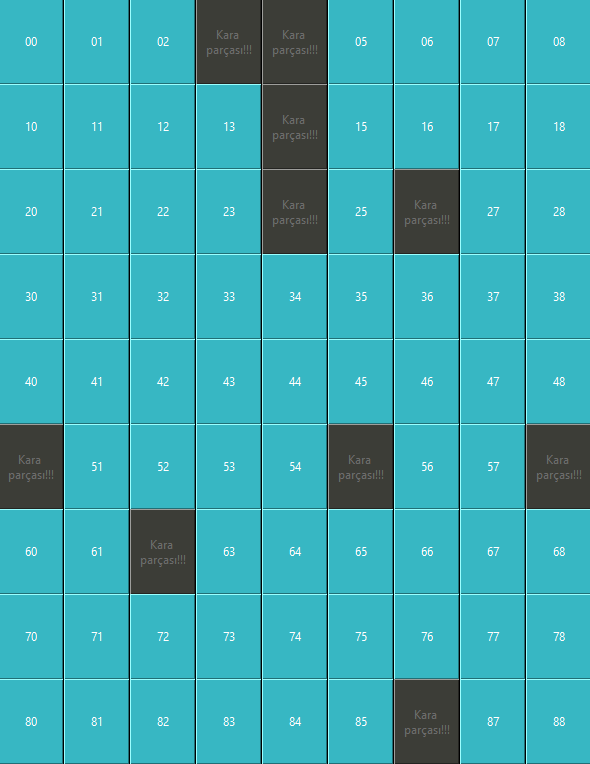 00 01 02 Kara parçası!!! Kara parçası!!! 05 06 07 08
10 11 12 13 Kara parçası!!! 15 16 17 18
20 21 22 23 Kara parçası!!! 25 Kara parçası!!! 27 28
30 31 32 33 34 35 36 37 38
40 41 42 43 44 45 46 47 48
Kara parçası!!! 51 52 53 54 Kara parçası!!! 56 57 Kara parçası!!!
60 61 Kara parçası!!! 63 64 65 66 67 68
70 71 72 73 74 75 76 77 78
80 81 82 83 84 85 Kara parçası!!! 87 88